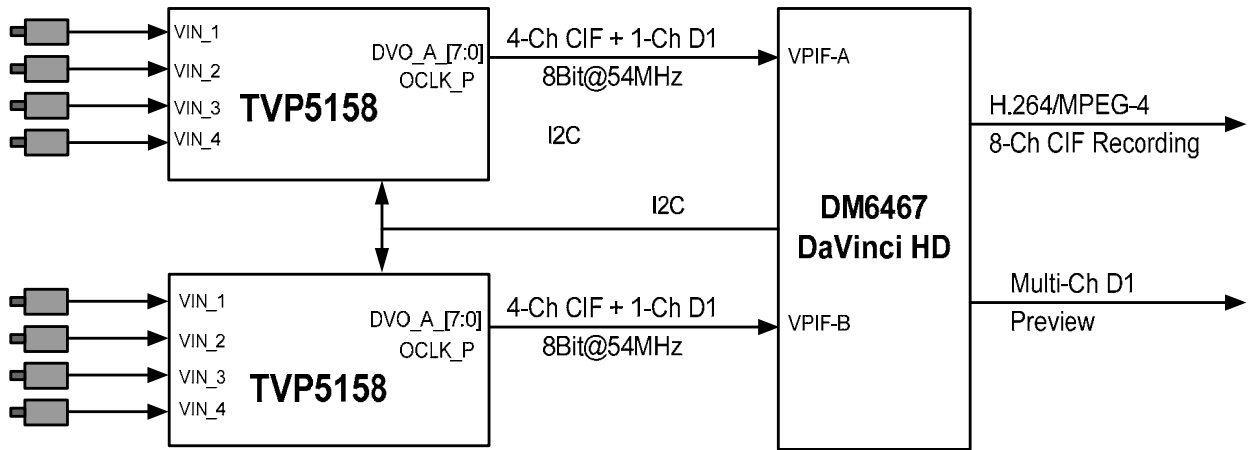 VIN_1
VIN_2
VIN_3
VIN_4
TVP5158
DVO_A_[7:0]
OCLK_P
4-Ch CIF + 1-Ch D1
8Bit@54MHz
I2C
VPIF-A
H.264/MPEG-4
8-Ch CIF Recording
I2C
DM6467
DaVinci HD
VIN_1
VIN_2
VIN_3
VIN_4
TVP5158
DVO_A_[7:0]
OCLK_P
4-Ch CIF + 1-Ch D1
8Bit@54MHz
VPIF-B
Multi-Ch D1
Preview